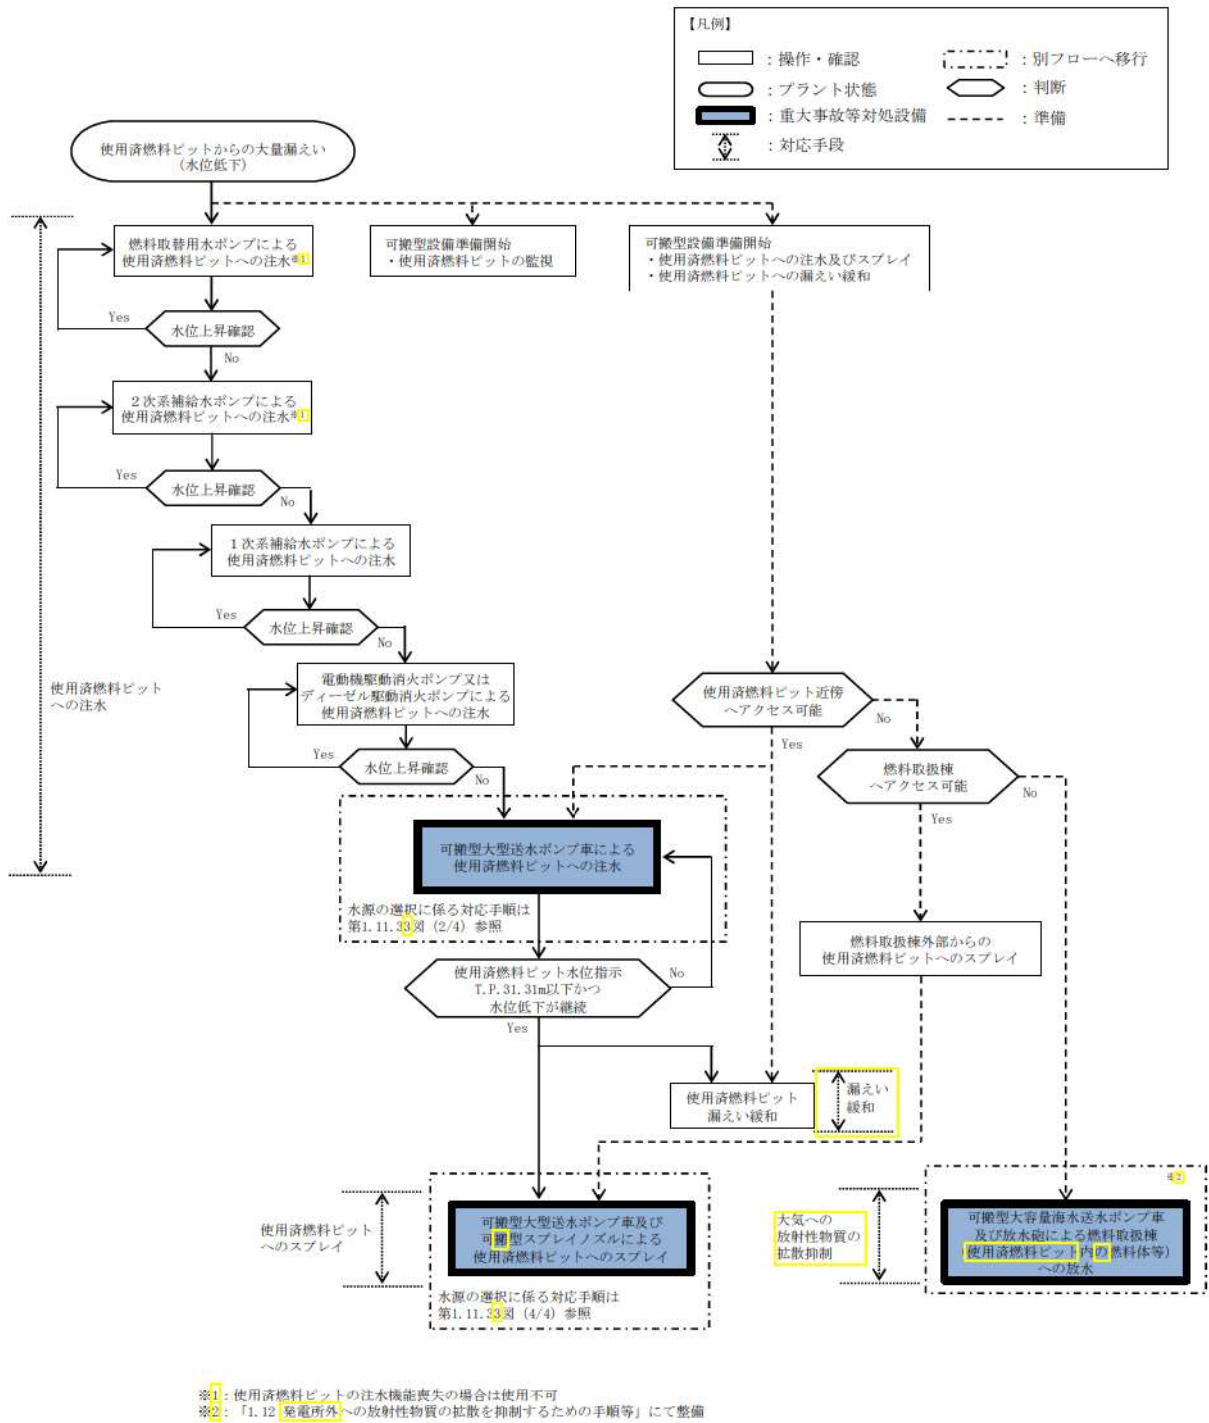 【凡例】
：操作・確認
：別フローへ移行
：プラント状態
：判断
：重大事故等対処設備
：準備
：対応手段
使用済燃料ピットからの大量漏えい
（水位低下）
燃料取替用水ポンプによる
使用済燃料ピットへの注水※1
可搬型設備準備開始
・使用済燃料ピットの監視
可搬型設備準備開始
・使用済燃料ピットへの注水及びスプレイ
・使用済燃料ピットへの漏えい緩和
Yes
水位上昇確認
No
２次系補給水ポンプによる
使用済燃料ピットへの注水※1
Yes
水位上昇確認
No
１次系補給水ポンプによる
使用済燃料ピットへの注水
Yes
水位上昇確認
No
使用済燃料ピット
への注水
電動機駆動消火ポンプ又は
ディーゼル駆動消火ポンプによる
使用済燃料ピットへの注水
Yes
水位上昇確認
No
使用済燃料ピット近傍
へアクセス可能
No
Yes
燃料取扱棟
へアクセス可能
No
Yes
可搬型大型送水ポンプ車による
使用済燃料ピットへの注水
水源の選択に係る対応手順は
第1.11.33図（2/4）参照
燃料取扱棟外部からの
使用済燃料ピットへのスプレイ
使用済燃料ピット水位指示
T.P.31.31m以下かつ
水位低下が継続
No
Yes
使用済燃料ピット
漏えい緩和
漏えい
緩和
使用済燃料ピット
へのスプレイ
可搬型大型送水ポンプ車及び
可搬型スプレイノズルによる
使用済燃料ピットへのスプレイ
水源の選択に係る対応手順は
第1.11.33図（4/4）参照
大気への
放射性物質の
拡散抑制
※2
可搬型大容量海水送水ポンプ車
及び放水砲による燃料取扱棟
（使用済燃料ピット内の燃料体等）
への放水
※1：使用済燃料ピットの注水機能喪失の場合は使用不可
※2：「1.12 発電所外への放射性物質の拡散を抑制するための手順等」にて整備